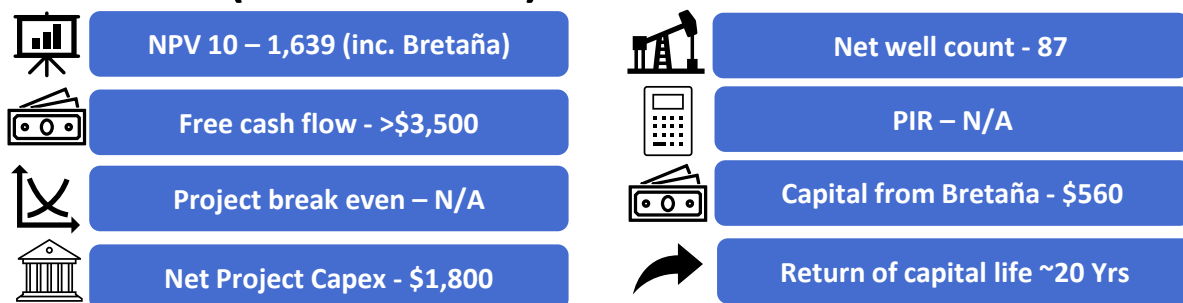 NPV 10 – 1,639 (inc. Bretaña)
Free cash flow - >$3,500
Project break even – N/A
Net Project Capex - $1,800
Net well count - 87
PIR – N/A
Capital from Bretaña - $560
Return of capital life ~20 Yrs